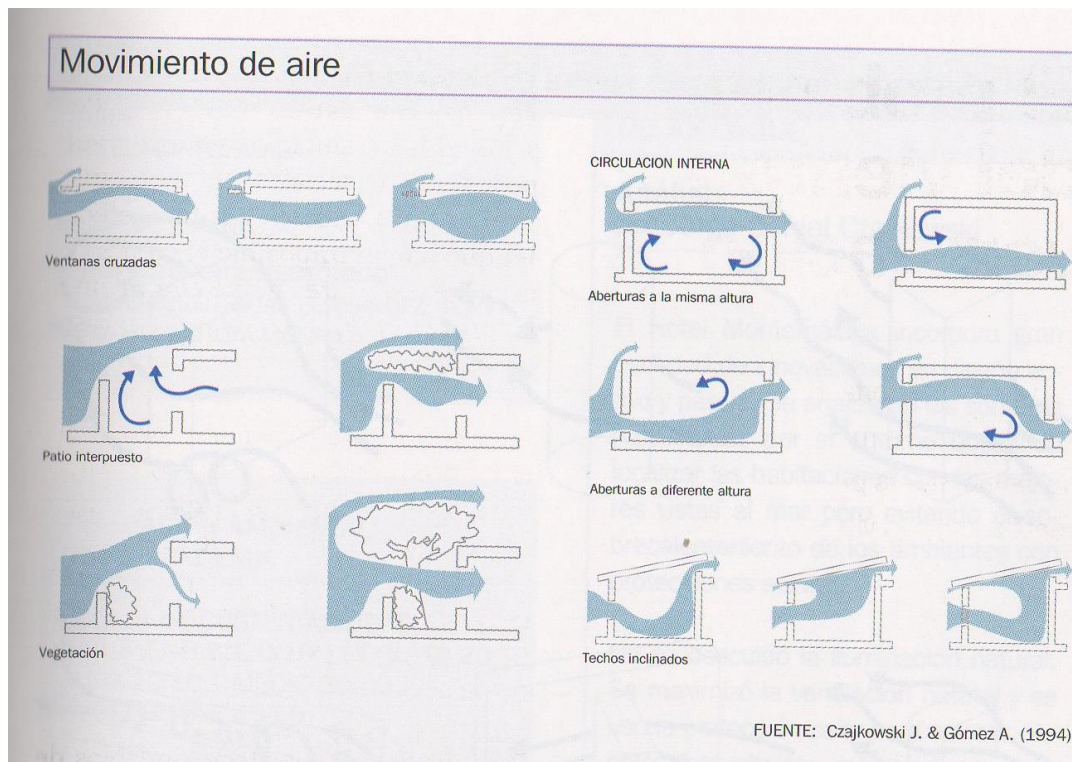 Movimiento de aire
Ventanas cruzadas
Patio interpuesto
Vegetación
CIRCULACION INTERNA
Aberturas a la misma altura
Aberturas a diferente altura
Techos inclinados
FUENTE: Czajkowski J. & Gómez A. (1994)